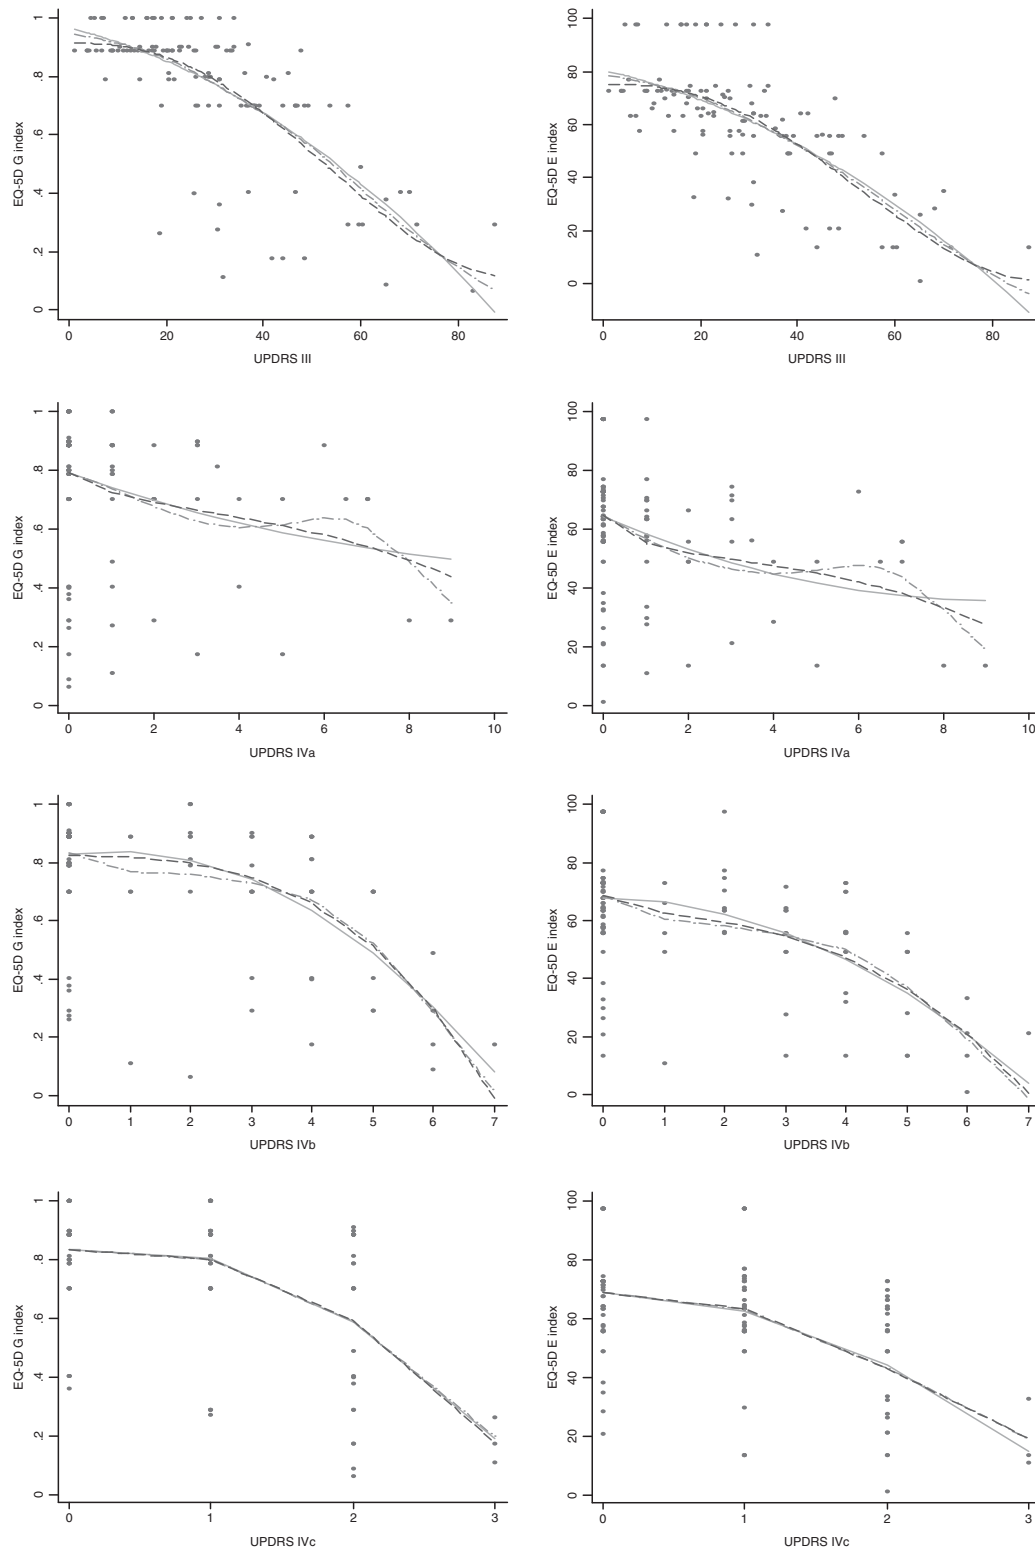 EQ-5D G index
0 .2 .4 .6 .8 1
0 20 40 60 80
UPDRS III
EQ-5D E index
0 20 40 60 80 100
0 20 40 60 80
UPDRS III
EQ-5D G index
0 .2 .4 .6 .8 1
0 2 4 6 8 10
UPDRS IVa
EQ-5D E index
0 20 40 60 80 100
0 2 4 6 8 10
UPDRS IVa
EQ-5D G index
0 .2 .4 .6 .8 1
0 1 2 3 4 5 6 7
UPDRS IVb
EQ-5D E index
0 20 40 60 80 100
0 1 2 3 4 5 6 7
UPDRS IVb
EQ-5D G index
0 .2 .4 .6 .8 1
0 1 2 3
UPDRS IVc
EQ-5D E index
0 20 40 60 80 100
0 1 2 3
UPDRS IVc